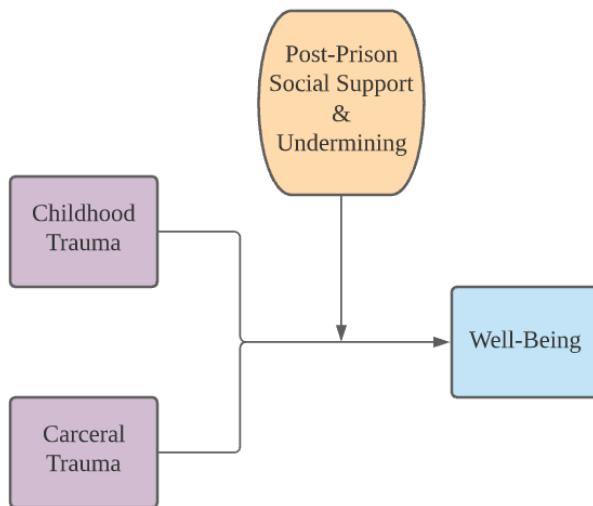 Post-Prison
Social Support
&
Undermining
Childhood
Trauma
Well-Being
Carceral
Trauma